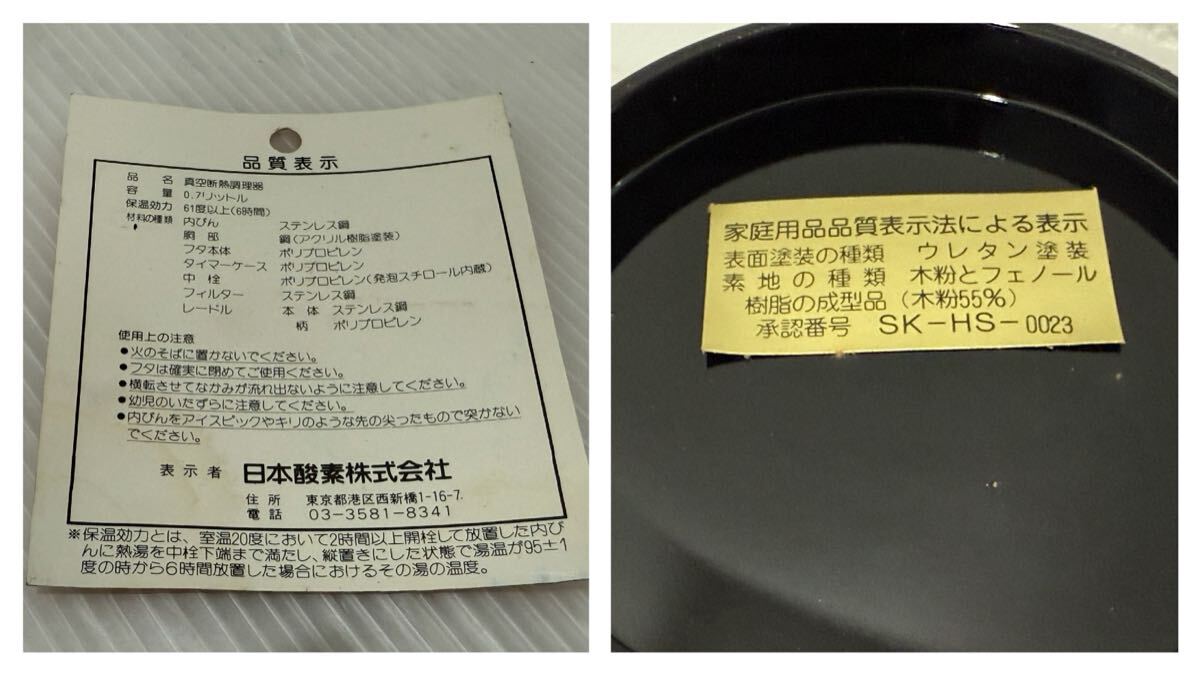 品質表示
品名 真空断熱調理器
容量 0.7リットル
保温効力 61度以上(6時間)
材料の種類 内びん ステンレス鋼
胴部 鋼(アクリル樹脂塗装)
フタ本体 ポリプロピレン
タイマーケース ポリプロピレン
中栓 ポリプロピレン(発泡スチロール内蔵)
フィルター ステンレス鋼
レードル 本体 ステンレス鋼
柄 ポリプロピレン
使用上の注意
●火のそばに置かないでください。
●フタは確実に閉めてご使用ください。
●横転させてなかみが流れ出ないように注意してください。
●幼児のいたずらに注意してください。
●内びんをアイスピックやキリのような先の尖ったもので突かない
でください。
表示者 日本酸素株式会社
住所 東京都港区西新橋1-16-7
電話 03-3581-8341
※保温効力とは、室温20度において2時間以上開栓して放置した内び
んに熱湯を中栓下端まで満たし、縦置きにした状態で湯温が95±1
度の時から6時間放置した場合におけるその湯の温度。
家庭用品品質表示法による表示
表面塗装の種類 ウレタン塗装
素地の種類 木粉とフェノール
樹脂の成型品(木粉55%)
承認番号 SK-HS-0023